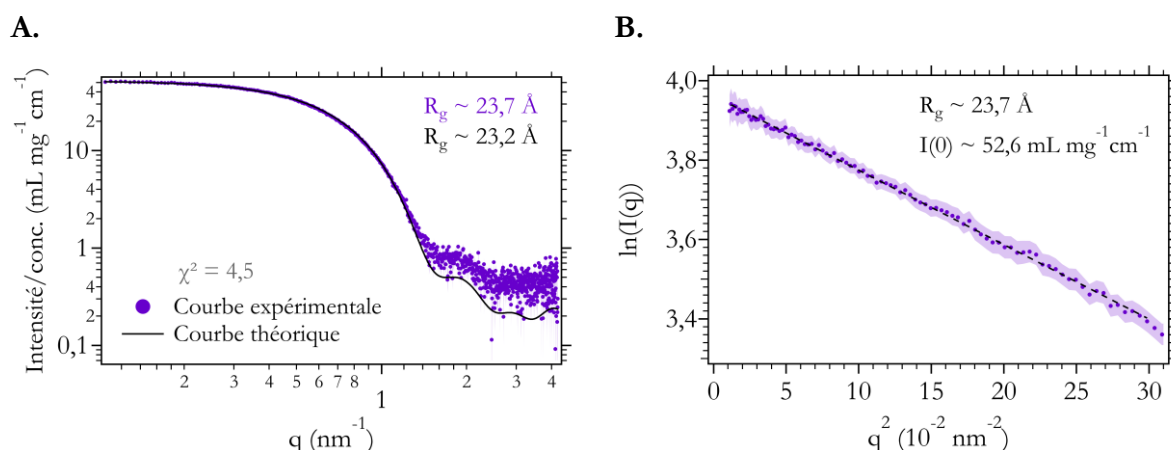 A.
Intensité/conc. (mL mg⁻¹ cm⁻¹)
4
2
10
4
2
1
4
2
0,1
R_g ~ 23,7 Å
R_g ~ 23,2 Å
χ² = 4,5
Courbe expérimentale
Courbe théorique
2 3 4 5 6 7 8 1 2 3 4
q (nm⁻¹)
B.
ln(I(q))
4,0
3,8
3,6
3,4
R_g ~ 23,7 Å
I(0) ~ 52,6 mL mg⁻¹cm⁻¹
0 5 10 15 20 25 30
q² (10⁻² nm⁻²)